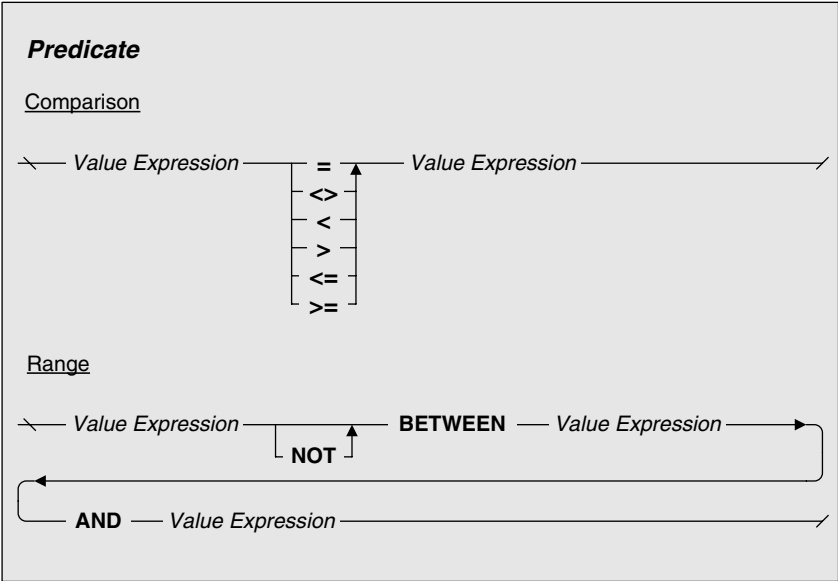 Predicate
Comparison
Value Expression = Value Expression
<>
<
>
<=
>=
Range
Value Expression BETWEEN Value Expression
NOT
AND Value Expression